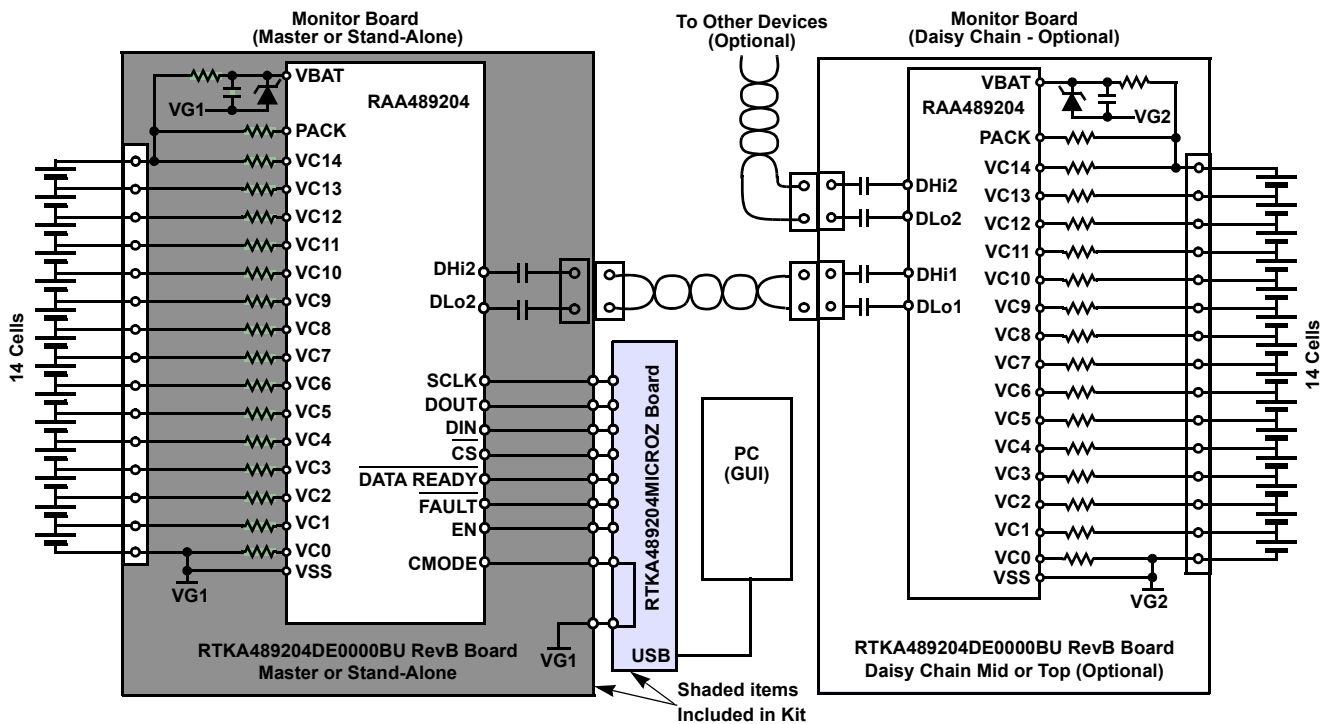 Monitor Board
(Master or Stand-Alone)
To Other Devices
(Optional)
Monitor Board
(Daisy Chain - Optional)
VBAT
RAA489204
VG1
PACK
VC14
VC13
VC12
VC11
VC10
VC9
VC8
VC7
VC6
VC5
VC4
VC3
VC2
VC1
VC0
VSS
VG1
14 Cells
DHi2
DLo2
SCLK
DOUT
DIN
CS
DATA READY
FAULT
EN
CMODE
VG1
RTKA489204DE0000BU RevB Board
Master or Stand-Alone
RTKA489204MICROZ Board
USB
PC
(GUI)
Shaded items
Included in Kit
VBAT
RAA489204
VG2
PACK
VC14
VC13
VC12
VC11
VC10
VC9
VC8
VC7
VC6
VC5
VC4
VC3
VC2
VC1
VC0
VSS
VG2
DHi2
DLo2
DHi1
DLo1
14 Cells
RTKA489204DE0000BU RevB Board
Daisy Chain Mid or Top (Optional)